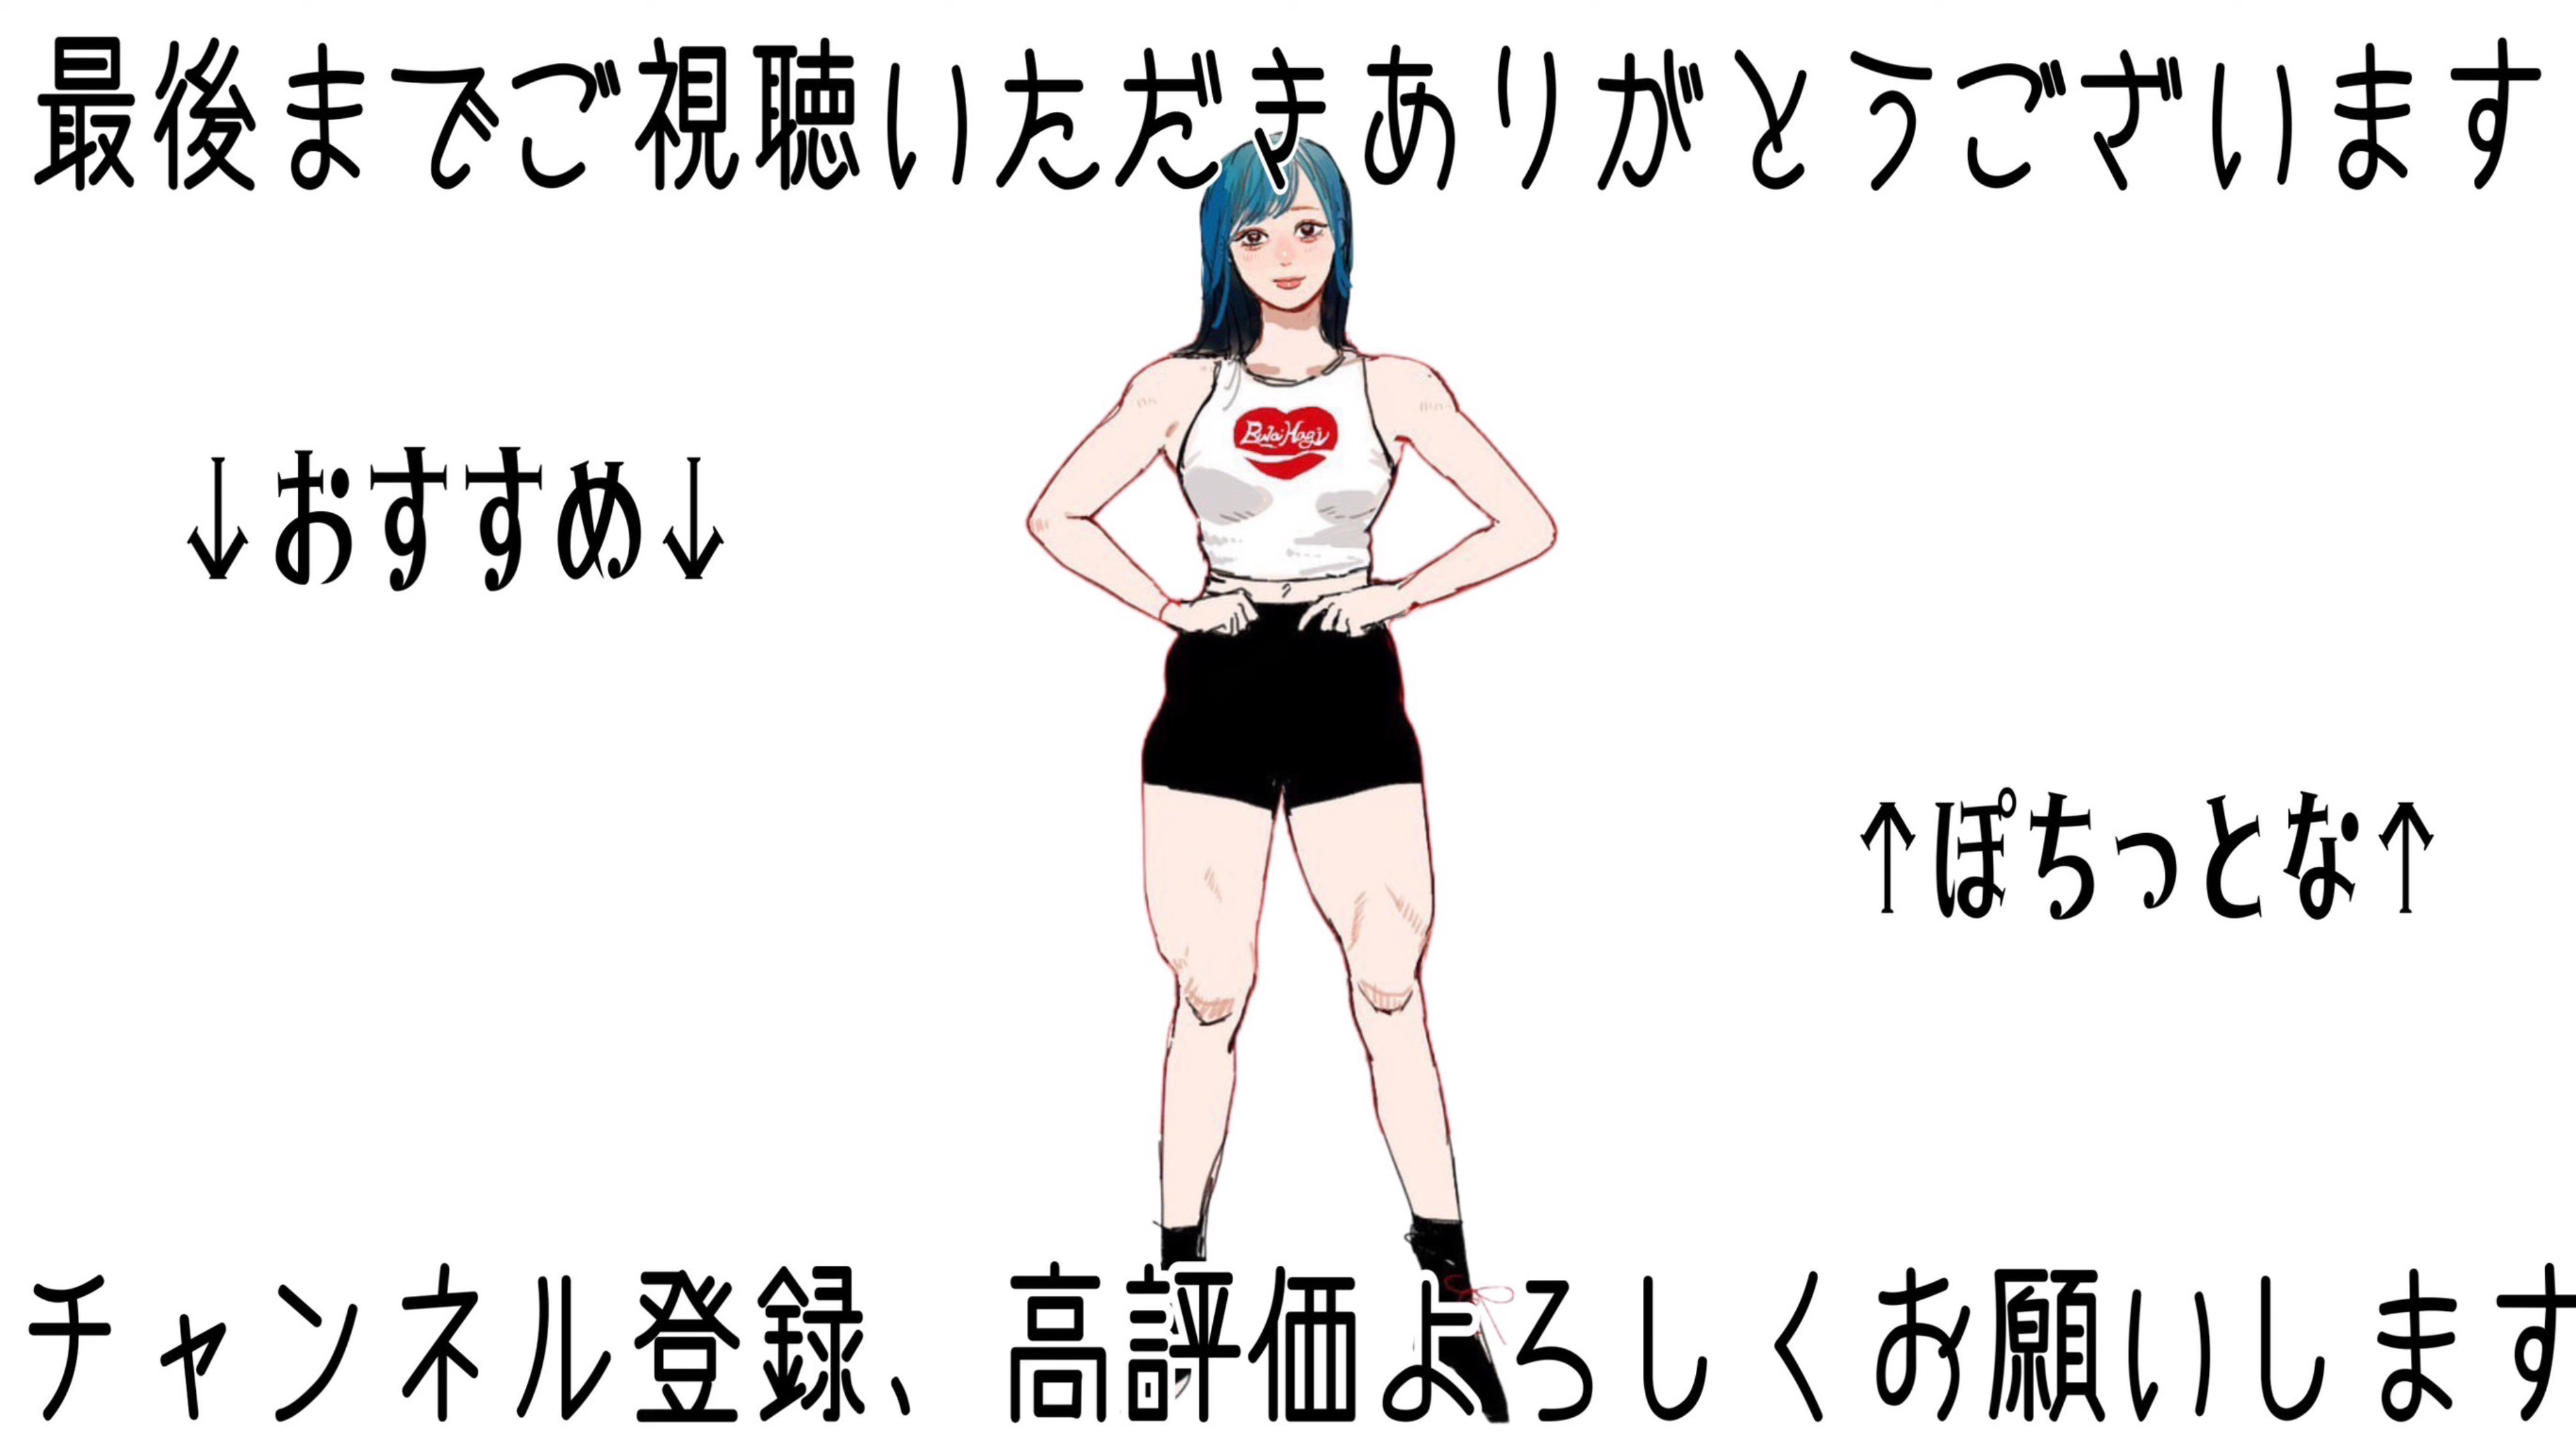 最後までご視聴いただきありがとうございます
↓おすすめ↓
↑ぽちっとな↑
チャンネル登録、高評価よろしくお願いします